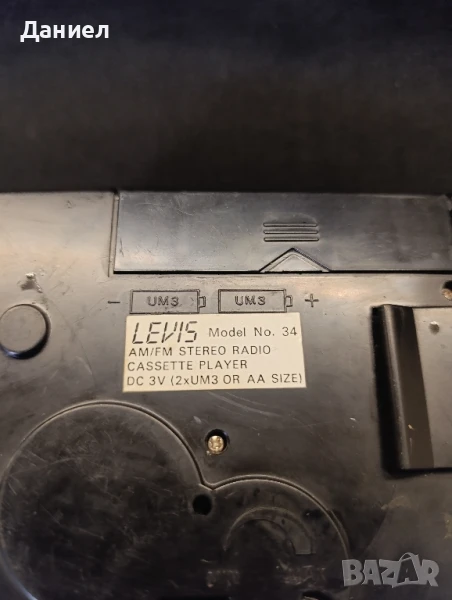 Даниел
- UM3 UM3 +
LEVIS Model No. 34
AM/FM STEREO RADIO
CASSETTE PLAYER
DC 3V (2xUM3 OR AA SIZE)
BAZAR